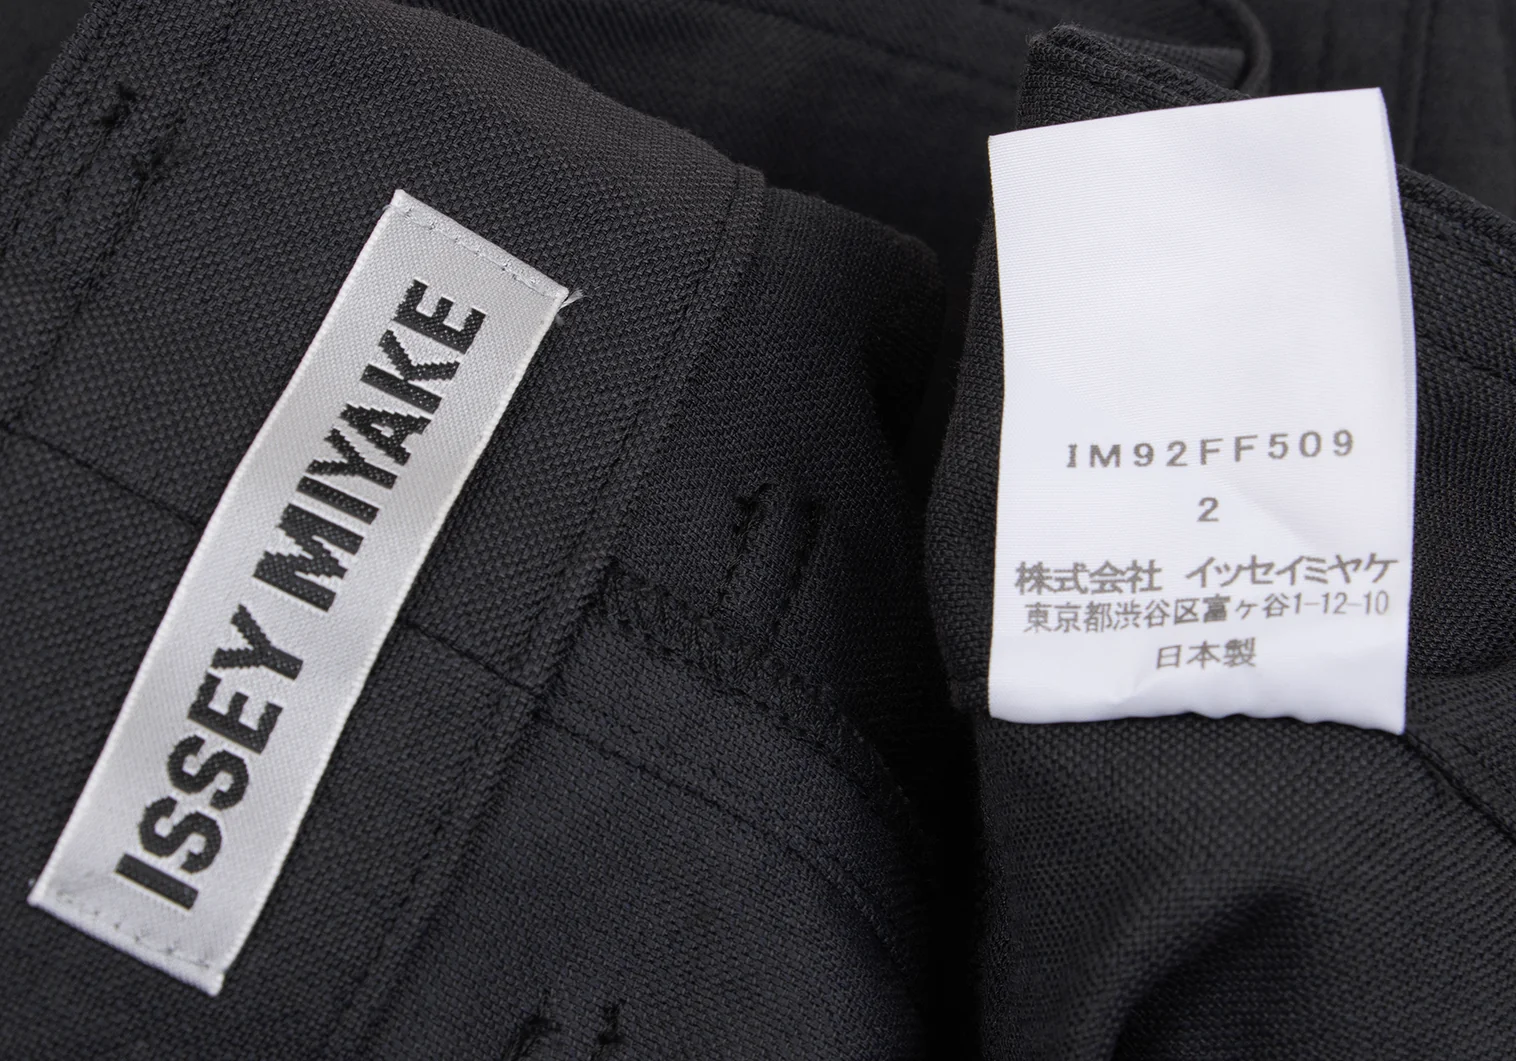 ISSEY MIYAKE
IM92FF509
2
株式会社 イッセイミヤケ
東京都渋谷区富ヶ谷1-12-10
日本製